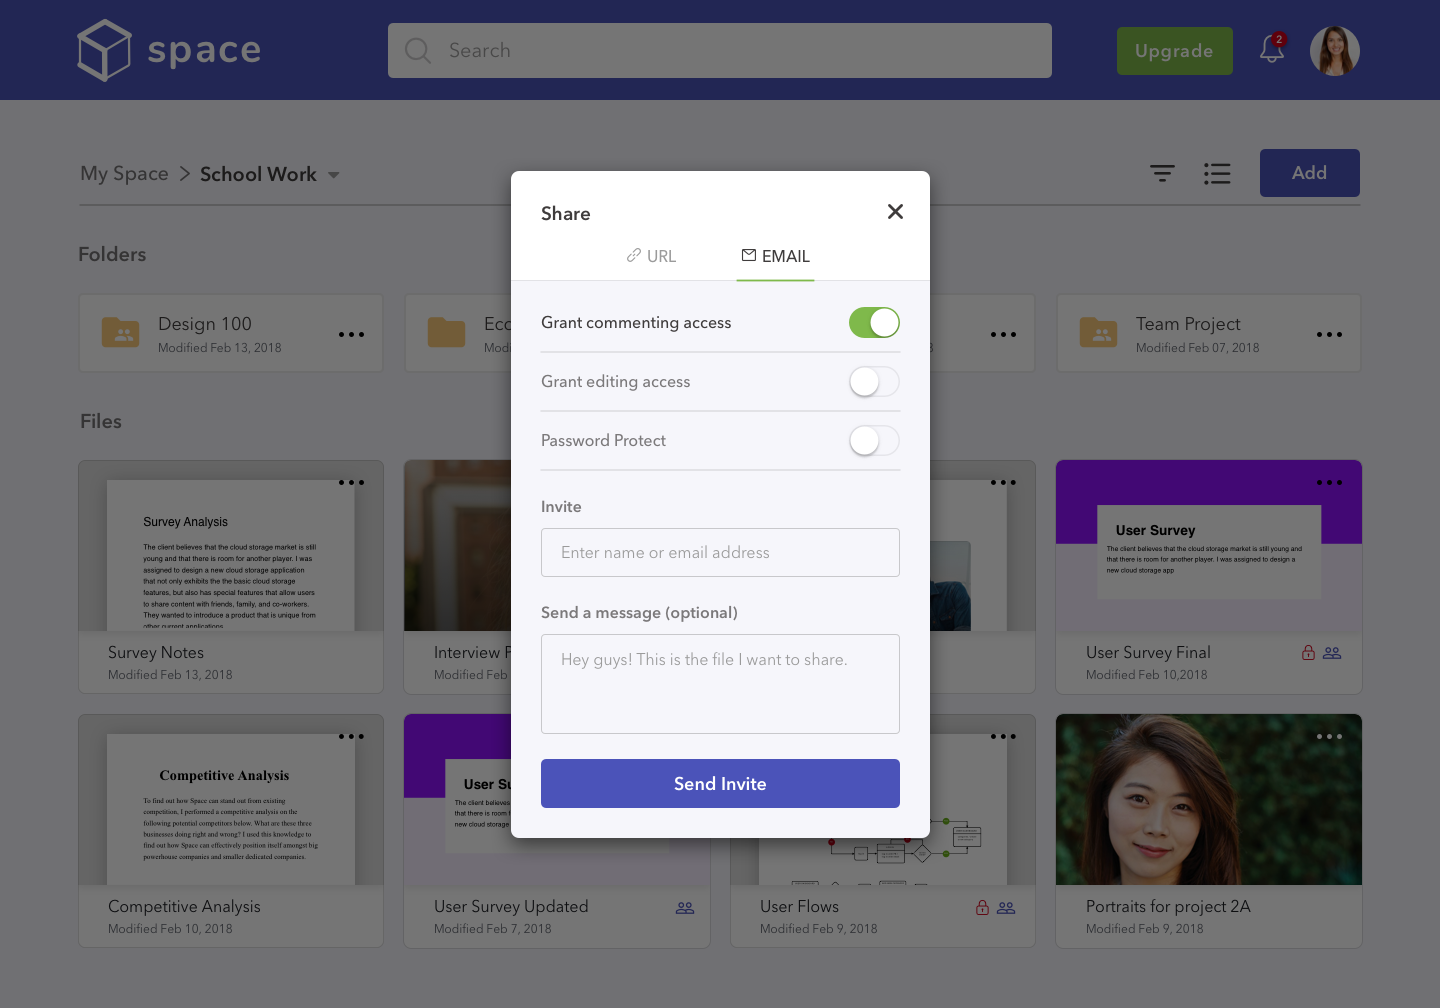 space
Search
Upgrade
2
My Space > School Work
Add
Share
URL
EMAIL
Folders
Design 100
Modified Feb 13, 2018
Eco
Modi
8
Team Project
Modified Feb 07, 2018
Grant commenting access
Grant editing access
Password Protect
Invite
Enter name or email address
Send a message (optional)
Hey guys! This is the file I want to share.
Send Invite
Files
Survey Analysis
The client believes that the cloud storage market is still
young and that there is room for another player. I was
assigned to design a new cloud storage application
that not only exhibits the the basic cloud storage
features, but also has special features that allow users
to share content with friends, family, and co-workers.
They wanted to introduce a product that is unique from
other current applications.
Survey Notes
Modified Feb 13, 2018
Interview
Modified Feb
User Survey
The client believes that the cloud storage market is still young and
that there is room for another player. I was assigned to design a
new cloud storage app
User Survey Final
Modified Feb 10,2018
Competitive Analysis
To find out how Space can stand out from existing
competition, I performed a competitive analysis on the
following potential competitors below. What are these three
businesses doing right and wrong? I used this knowledge to
find out how Space can effectively position itself amongst big
powerhouse companies and smaller dedicated companies.
Competitive Analysis
Modified Feb 10, 2018
User Su
The client believes
that there is room
new cloud storage
User Survey Updated
Modified Feb 7, 2018
User Flows
Modified Feb 9, 2018
Portraits for project 2A
Modified Feb 9, 2018